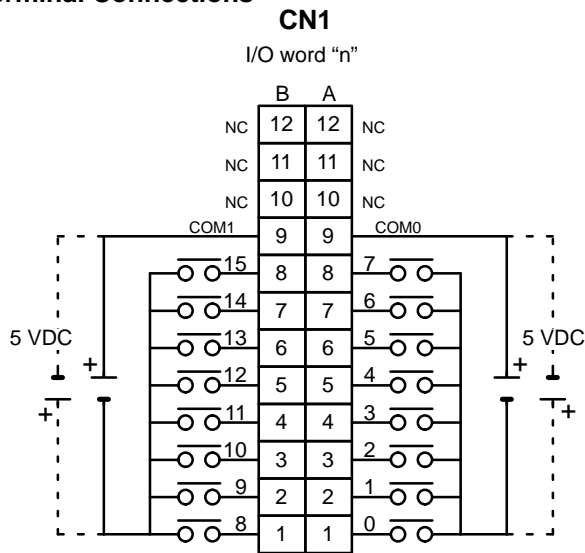 Terminal Connections
CN1
I/O word “n”
B A
NC 12 12 NC
NC 11 11 NC
NC 10 10 NC
COM1 9 9 COM0
15 8 8 7
14 7 7 6
5 VDC 13 6 6 5 5 VDC
+ +
12 5 5 4
+ +
11 4 4 3
10 3 3 2
9 2 2 1
8 1 1 0